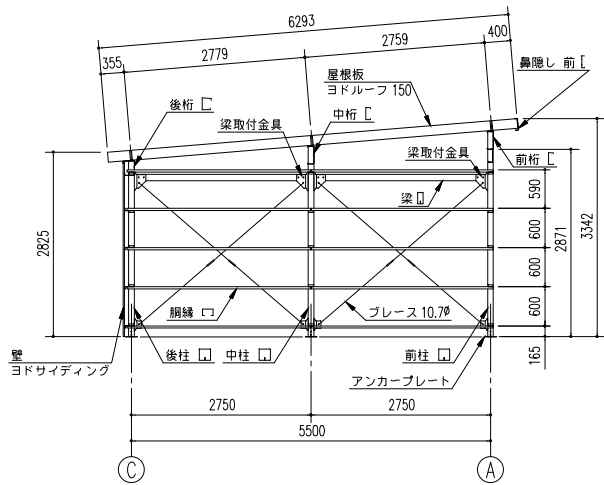 6293
355
2779
2759
400
屋根板
ヨドルーフ 150
鼻隠し 前
後桁
中桁
梁取付金具
梁取付金具
前桁
梁
590
600
600
600
165
2825
2871
3342
胴縁
ブレース 10.7φ
壁
ヨドサイディング
後柱
中柱
前柱
アンカープレート
2750
2750
5500
C
A